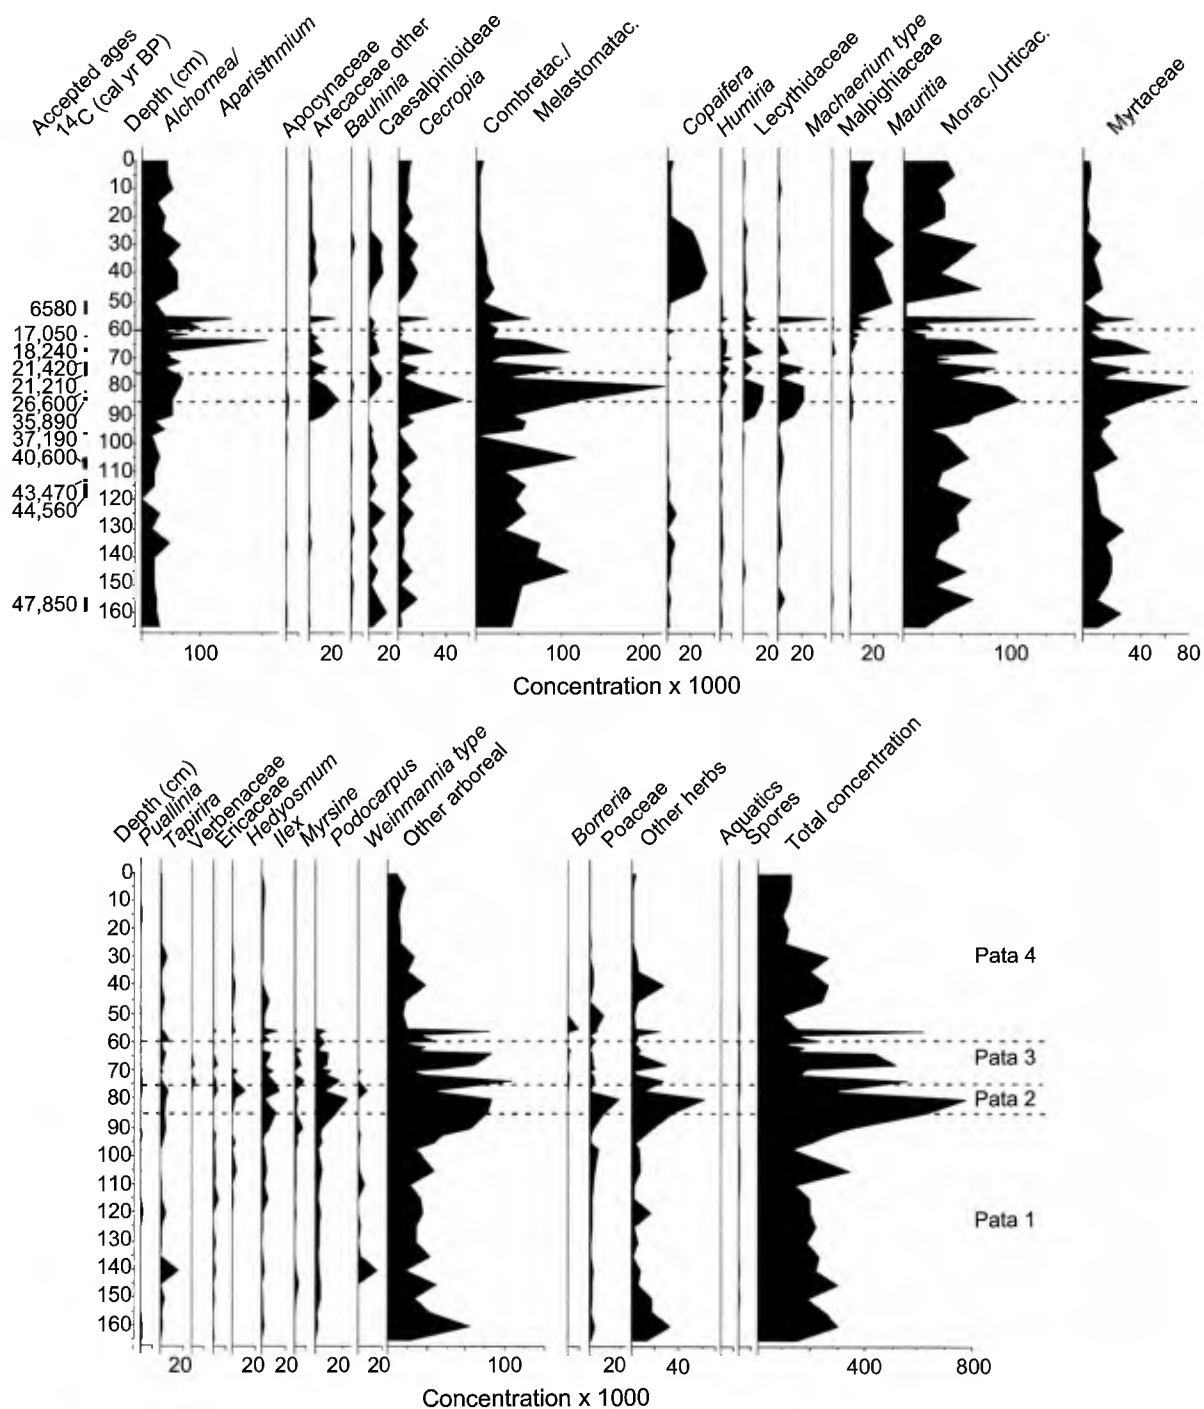 Accepted ages
14C (cal yr BP)
Depth (cm)
Alchornea/
Aparisthmium
Apocynaceae
Arecaceae other
Bauhinia
Caesalpinioideae
Cecropia
Combretac./
Melastomatac.
Copaifera
Humiria
Lecythidaceae
Machaerium type
Malpighiaceae
Mauritia
Morac./Urticac.
Myrtaceae
0
10
20
30
40
50
60
70
80
90
100
110
120
130
140
150
160
6580
17,050
18,240
21,420
21,210
26,600
35,890
37,190
40,600
43,470
44,560
47,850
100 20 20 40 100 200 20 20 20 20 100 40 80
Concentration x 1000
Depth (cm)
Puallinia
Tapirira
Verbenaceae
Ericaceae
Hedyosmum
Ilex
Myrsine
Podocarpus
Weinmannia type
Other arboreal
Borreria
Poaceae
Other herbs
Aquatics
Spores
Total concentration
0
10
20
30
40
50
60
70
80
90
100
110
120
130
140
150
160
Pata 4
Pata 3
Pata 2
Pata 1
20 20 20 20 20 100 20 40 400 800
Concentration x 1000